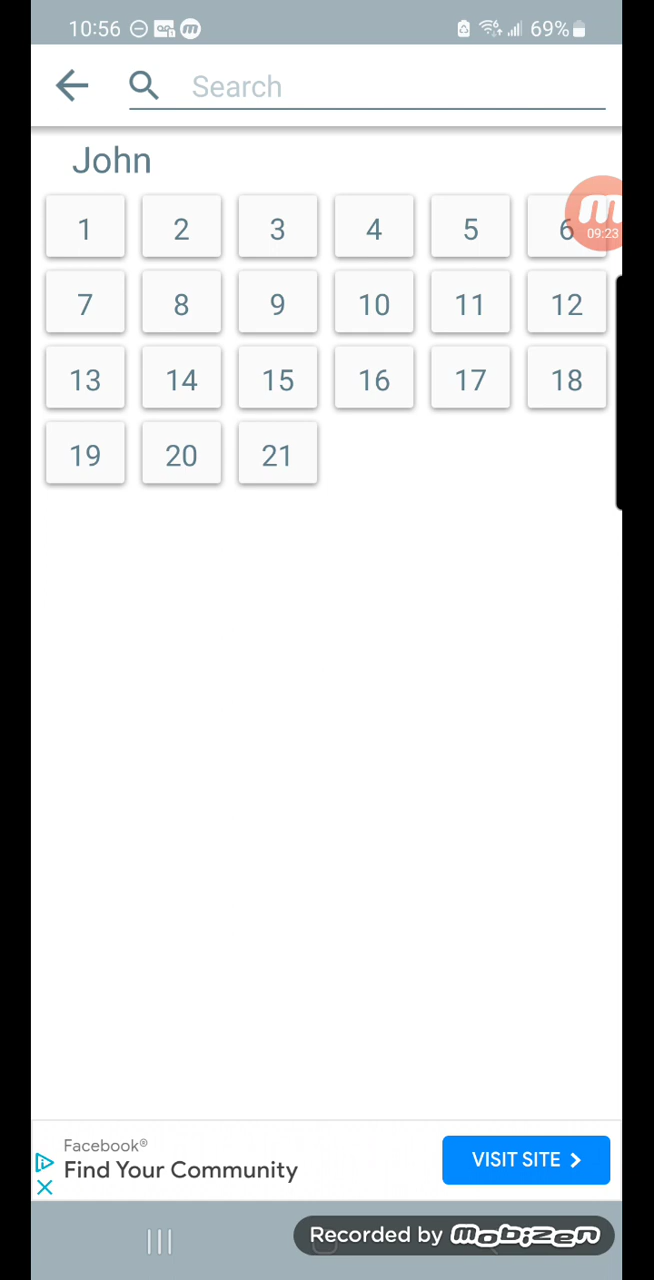 10:56 69%
Search
John
1 2 3 4 5 6
09:23
7 8 9 10 11 12
13 14 15 16 17 18
19 20 21
Facebook®
Find Your Community
VISIT SITE
Recorded by mobizen